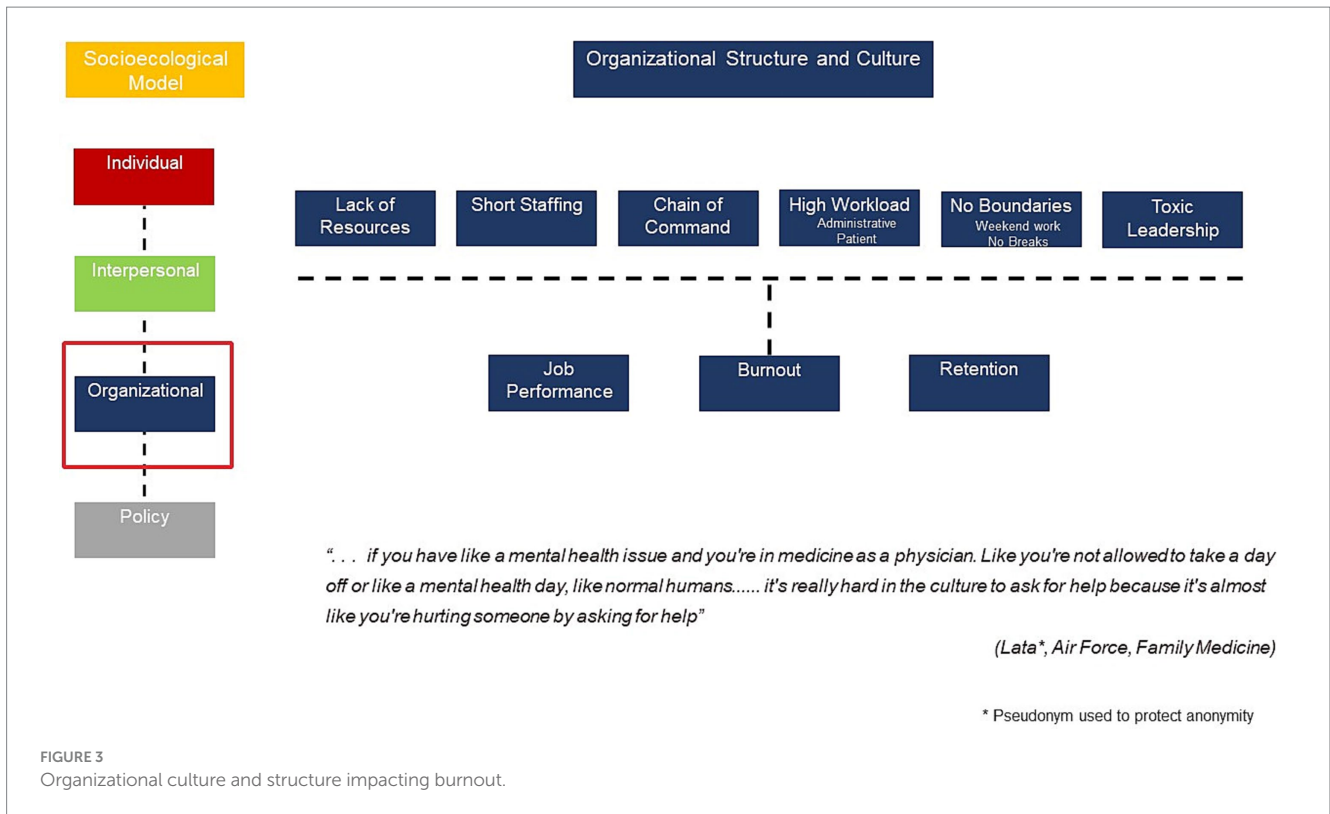 Socioecological
Model
Organizational Structure and Culture
Individual
Interpersonal
Organizational
Policy
Lack of
Resources
Short Staffing
Chain of
Command
High Workload
Administrative
Patient
No Boundaries
Weekend work
No Breaks
Toxic
Leadership
Job
Performance
Burnout
Retention
“. . . if you have like a mental health issue and you're in medicine as a physician. Like you're not allowed to take a day
off or like a mental health day, like normal humans...... it's really hard in the culture to ask for help because it's almost
like you're hurting someone by asking for help”
(Lata*, Air Force, Family Medicine)
* Pseudonym used to protect anonymity
FIGURE 3
Organizational culture and structure impacting burnout.